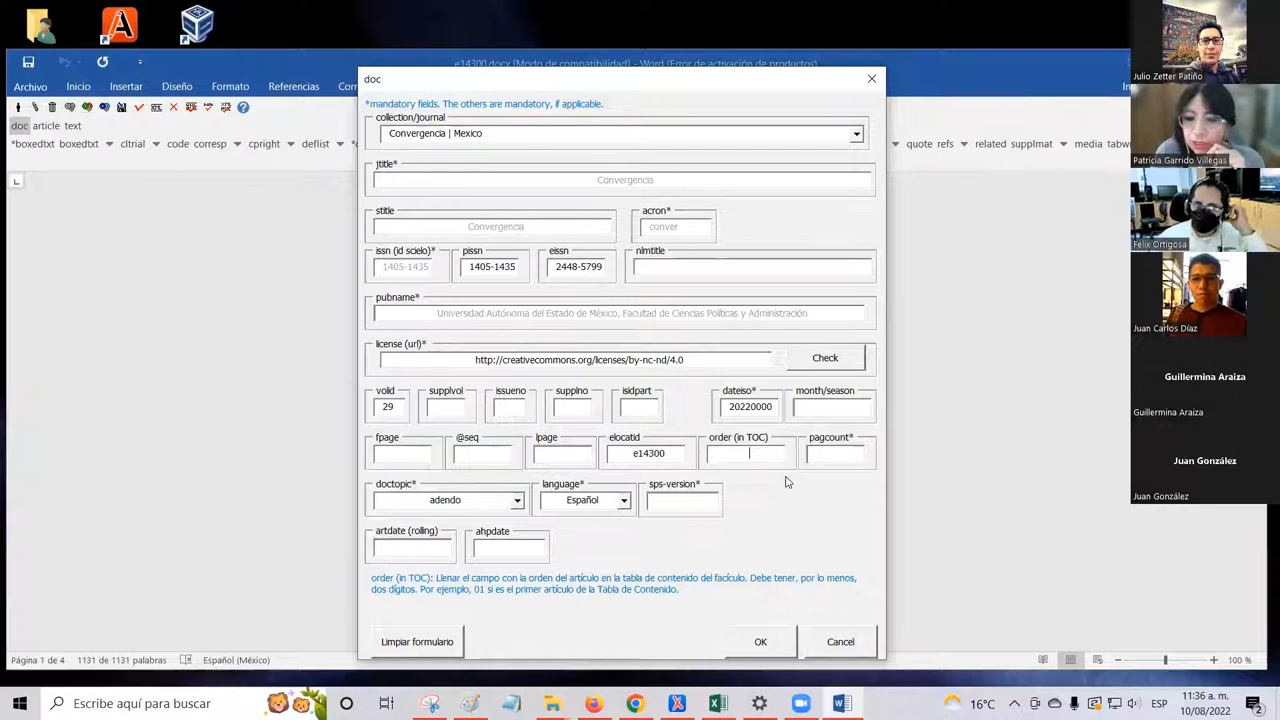 e14300.docx [Modo de compatibilidad] - Word (Error de activación de productos)
Archivo Inicio Insertar Diseño Formato Referencias
doc article text
*boxedtxt boxedtxt cltrial code corresp cpright deflist
quote refs related supplmat media tabw
doc
*mandatory fields. The others are mandatory, if applicable.
collection/journal
Convergencia | Mexico
jtitle*
Convergencia
stitle acron*
Convergencia conver
issn (id scielo)* pissn eissn nlmtitle
1405-1435 1405-1435 2448-5799
pubname*
Universidad Autónoma del Estado de México, Facultad de Ciencias Políticas y Administración
license (url)*
http://creativecommons.org/licenses/by-nc-nd/4.0 Check
volid supplvol issueno supplno isidpart dateiso* month/season
29 20220000
fpage @seq lpage elocatid order (in TOC) pagcount*
e14300
doctopic* language* sps-version*
adendo Español
artdate (rolling) ahpdate
order (in TOC): Llenar el campo con la orden del artículo en la tabla de contenido del facículo. Debe tener, por lo menos,
dos dígitos. Por ejemplo, 01 si es el primer artículo de la Tabla de Contenido.
Limpiar formulario OK Cancel
Página 1 de 4 1131 de 1131 palabras Español (México) 100 %
Julio Zetter Patiño
Patricia Garrido Villegas
Felix Ortigosa
Juan Carlos Díaz
Guillermina Araiza
Guillermina Araiza
Juan González
Juan González
Escribe aquí para buscar
16°C ESP
11:36 a. m.
10/08/2022
2